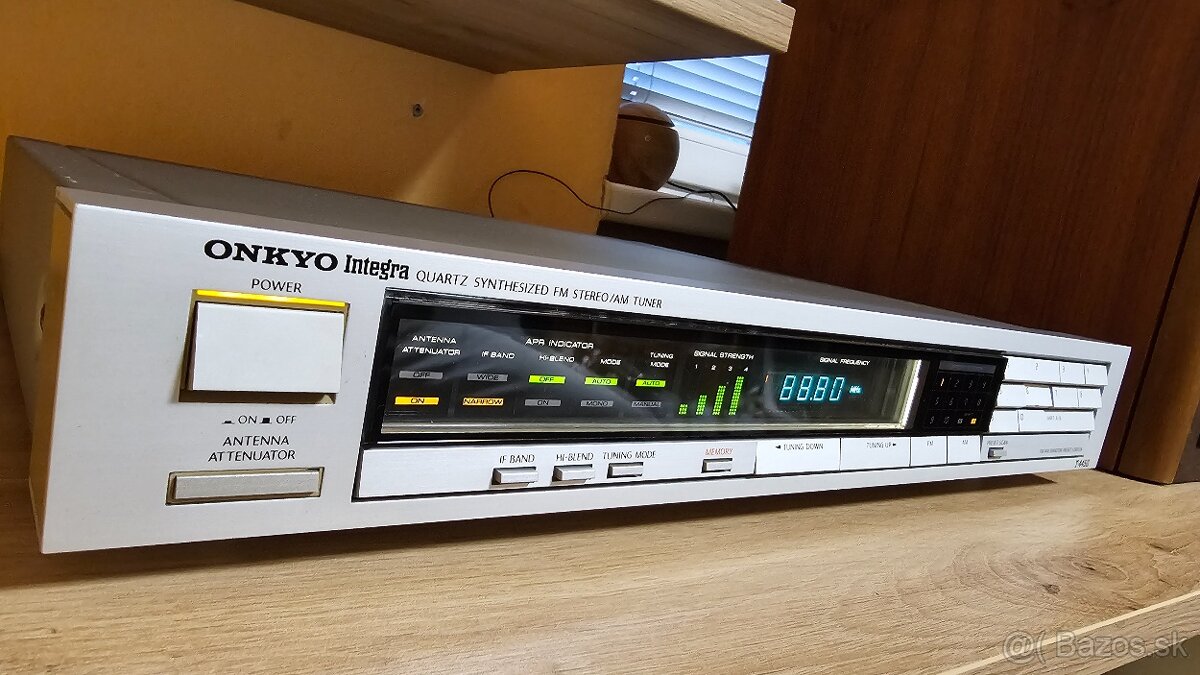 ONKYO Integra QUARTZ SYNTHESIZED FM STEREO/AM TUNER
POWER
ON OFF
ANTENNA
ATTENUATOR
ANTENNA
ATTENUATOR
OFF
ON
IF BAND
WIDE
NARROW
APR INDICATOR
HI-BLEND
OFF
ON
MODE
AUTO
MONO
TUNING
MODE
AUTO
MANUAL
SIGNAL STRENGTH
1 2 3 4
SIGNAL FREQUENCY
MHz
IF BAND
HI-BLEND
TUNING MODE
MEMORY
TUNING DOWN
TUNING UP
FM
AM
PRESET SCAN
@( Bazos.sk